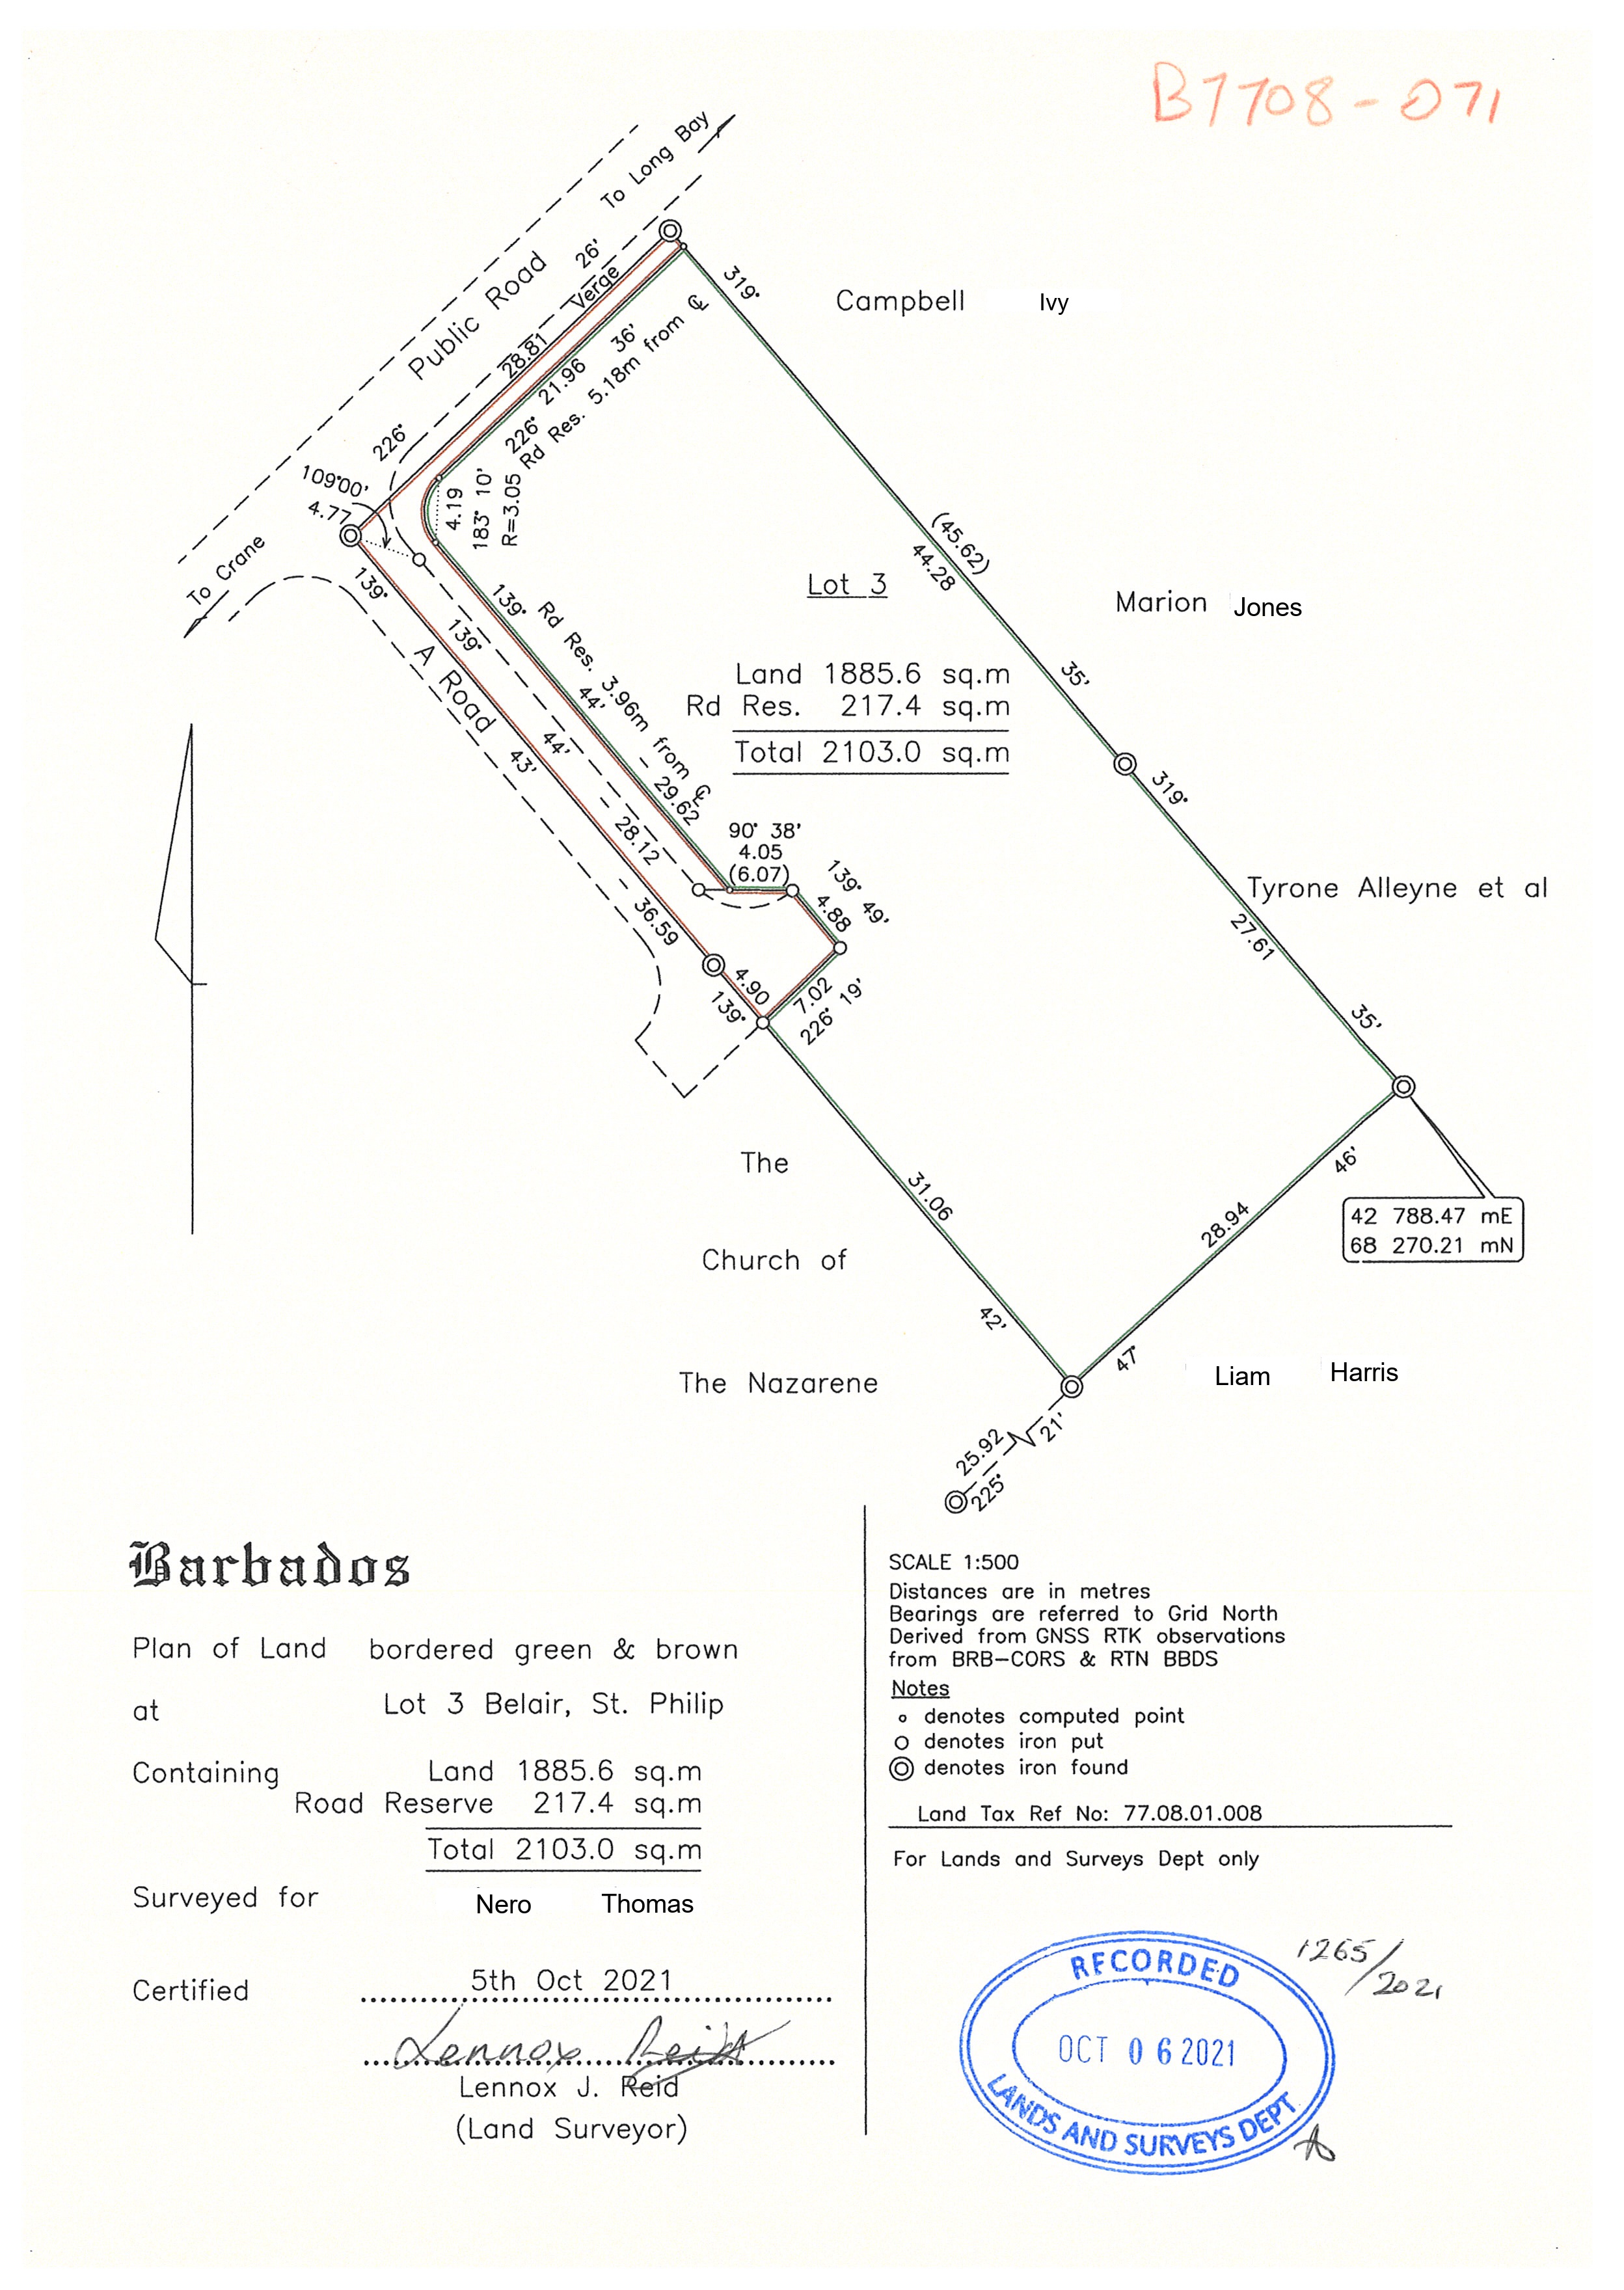 B7708-071
To Long Bay
Public Road
26'
Verge
28.81
226°
36'
21.96
226°
Rd Res. 5.18m from ℄
319°
Campbell Ivy
109°00'
4.77
To Crane
4.19
183° 10'
R=3.05
(45.62)
44.28
Lot 3
Marion Jones
139°
139°
139°
A Road
Rd Res. 3.96m from ℄
44'
44'
43'
35'
Land 1885.6 sq.m
Rd Res. 217.4 sq.m
Total 2103.0 sq.m
- 29.62
- 28.12
- 36.59
319°
90° 38'
4.05
(6.07)
139° 49'
4.88
Tyrone Alleyne et al
27.61
4.90
139°
7.02
226° 19'
35'
The
Church of
The Nazarene
31.06
42'
28.94
46'
47°
42 788.47 mE
68 270.21 mN
Liam Harris
25.92
21'
225°
Barbados
Plan of Land bordered green & brown
at Lot 3 Belair, St. Philip
Containing Land 1885.6 sq.m
Road Reserve 217.4 sq.m
Total 2103.0 sq.m
Surveyed for Nero Thomas
Certified 5th Oct 2021
Lennox Reid
Lennox J. Reid
(Land Surveyor)
SCALE 1:500
Distances are in metres
Bearings are referred to Grid North
Derived from GNSS RTK observations
from BRB-CORS & RTN BBDS
Notes
denotes computed point
denotes iron put
denotes iron found
Land Tax Ref No: 77.08.01.008
For Lands and Surveys Dept only
1265/2021
RECORDED
OCT 06 2021
LANDS AND SURVEYS DEPT